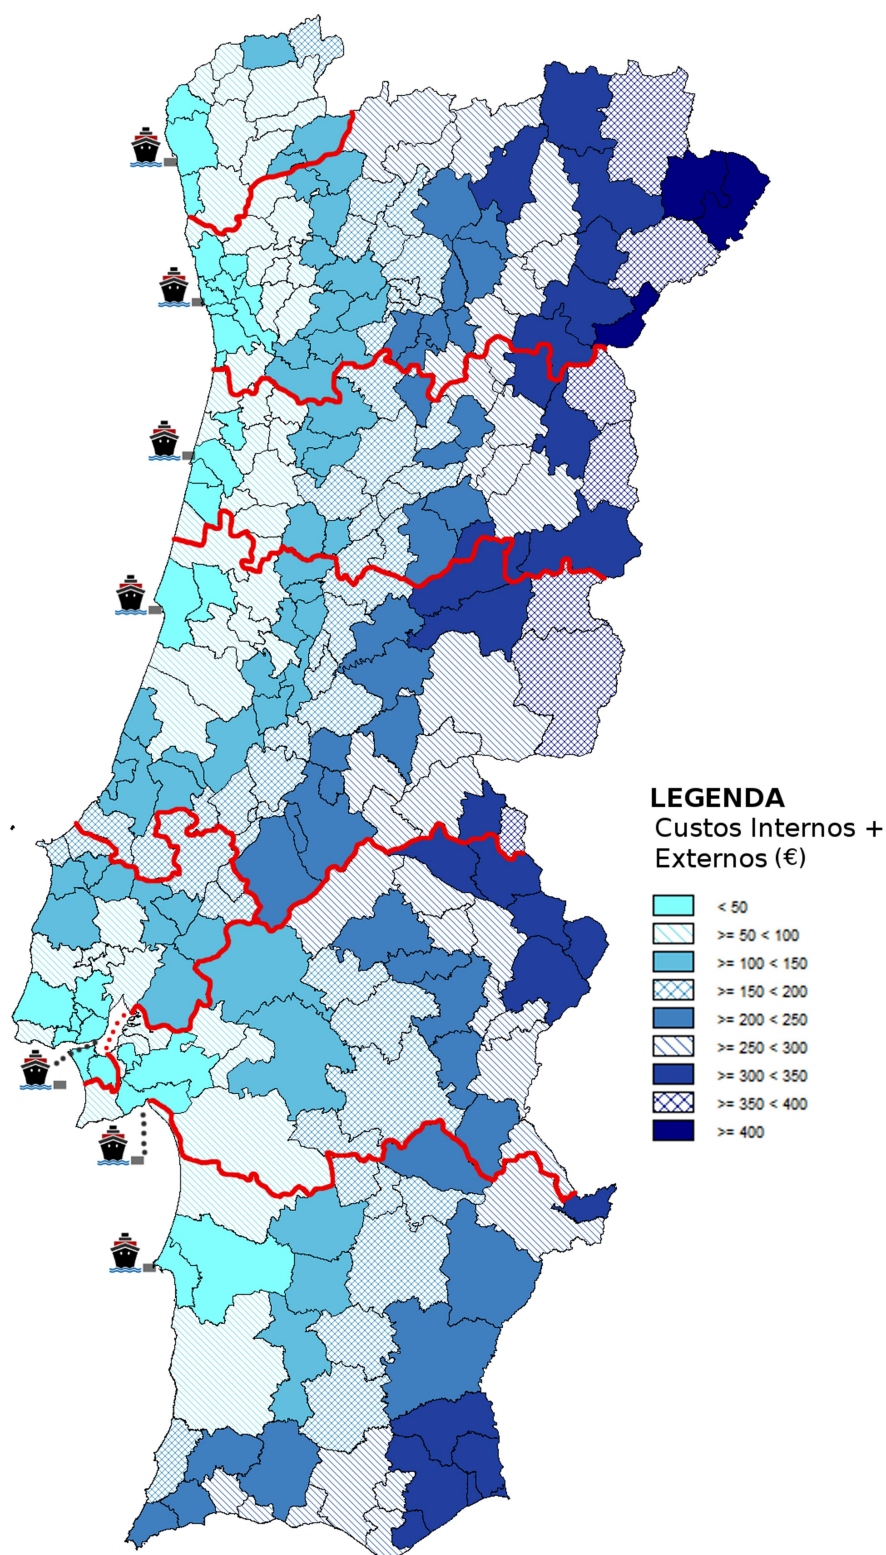 LEGENDA
Custos Internos +
Externos (€)
< 50
>= 50 < 100
>= 100 < 150
>= 150 < 200
>= 200 < 250
>= 250 < 300
>= 300 < 350
>= 350 < 400
>= 400